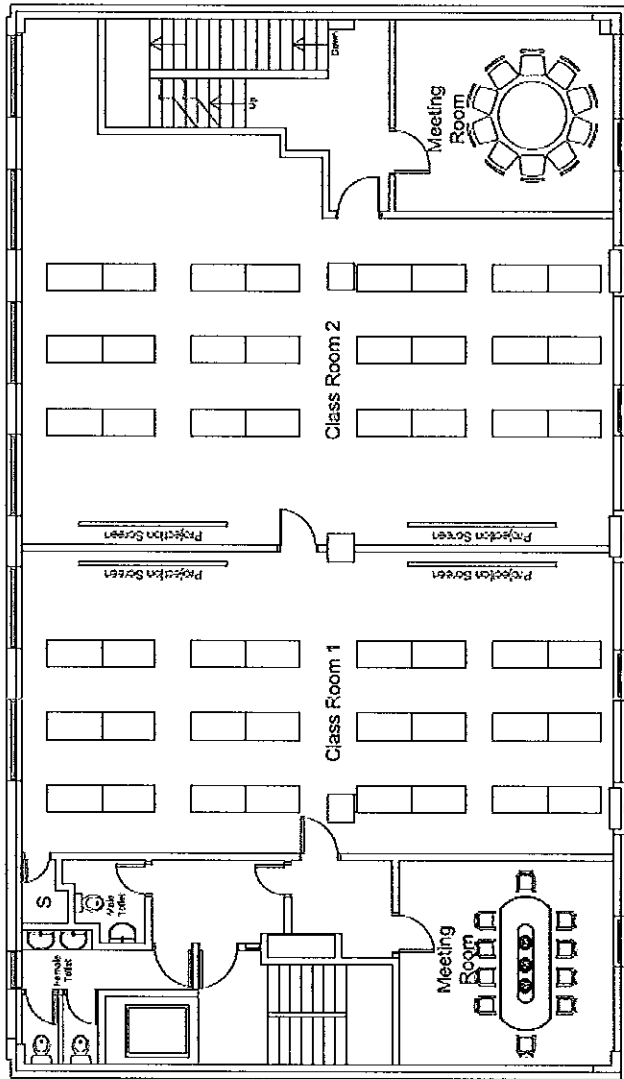 Down
Up
Meeting
Room
Class Room 2
Projection Screen
Projection Screen
Projection Screen
Projection Screen
Class Room 1
S
Male
Toilet
Female
Toilet
Meeting
Room